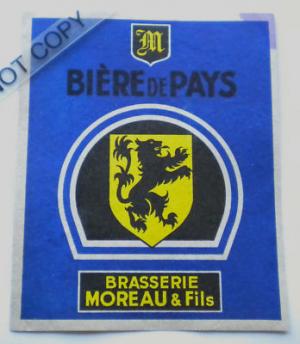 NOT COPY
M
BIÈRE DE PAYS
BRASSERIE
MOREAU & Fils